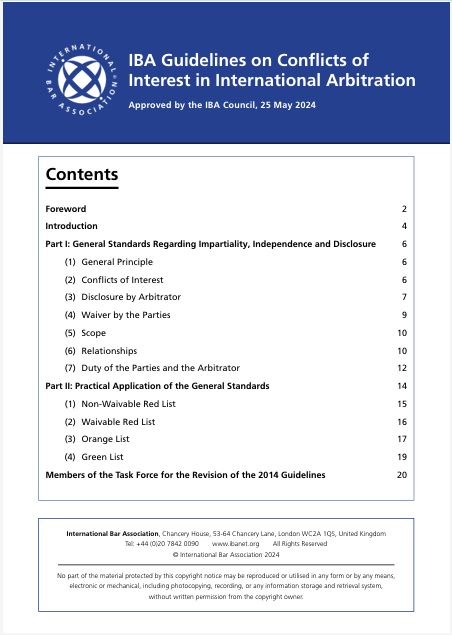 INTERNATIONAL BAR ASSOCIATION
IBA Guidelines on Conflicts of
Interest in International Arbitration
Approved by the IBA Council, 25 May 2024
Contents
Foreword 2
Introduction 4
Part I: General Standards Regarding Impartiality, Independence and Disclosure 6
(1) General Principle 6
(2) Conflicts of Interest 6
(3) Disclosure by Arbitrator 7
(4) Waiver by the Parties 9
(5) Scope 10
(6) Relationships 10
(7) Duty of the Parties and the Arbitrator 12
Part II: Practical Application of the General Standards 14
(1) Non-Waivable Red List 15
(2) Waivable Red List 16
(3) Orange List 17
(4) Green List 19
Members of the Task Force for the Revision of the 2014 Guidelines 20
International Bar Association, Chancery House, 53-64 Chancery Lane, London WC2A 1QS, United Kingdom
Tel: +44 (0)20 7842 0090 www.ibanet.org All Rights Reserved
© International Bar Association 2024
No part of the material protected by this copyright notice may be reproduced or utilised in any form or by any means,
electronic or mechanical, including photocopying, recording, or any information storage and retrieval system,
without written permission from the copyright owner.